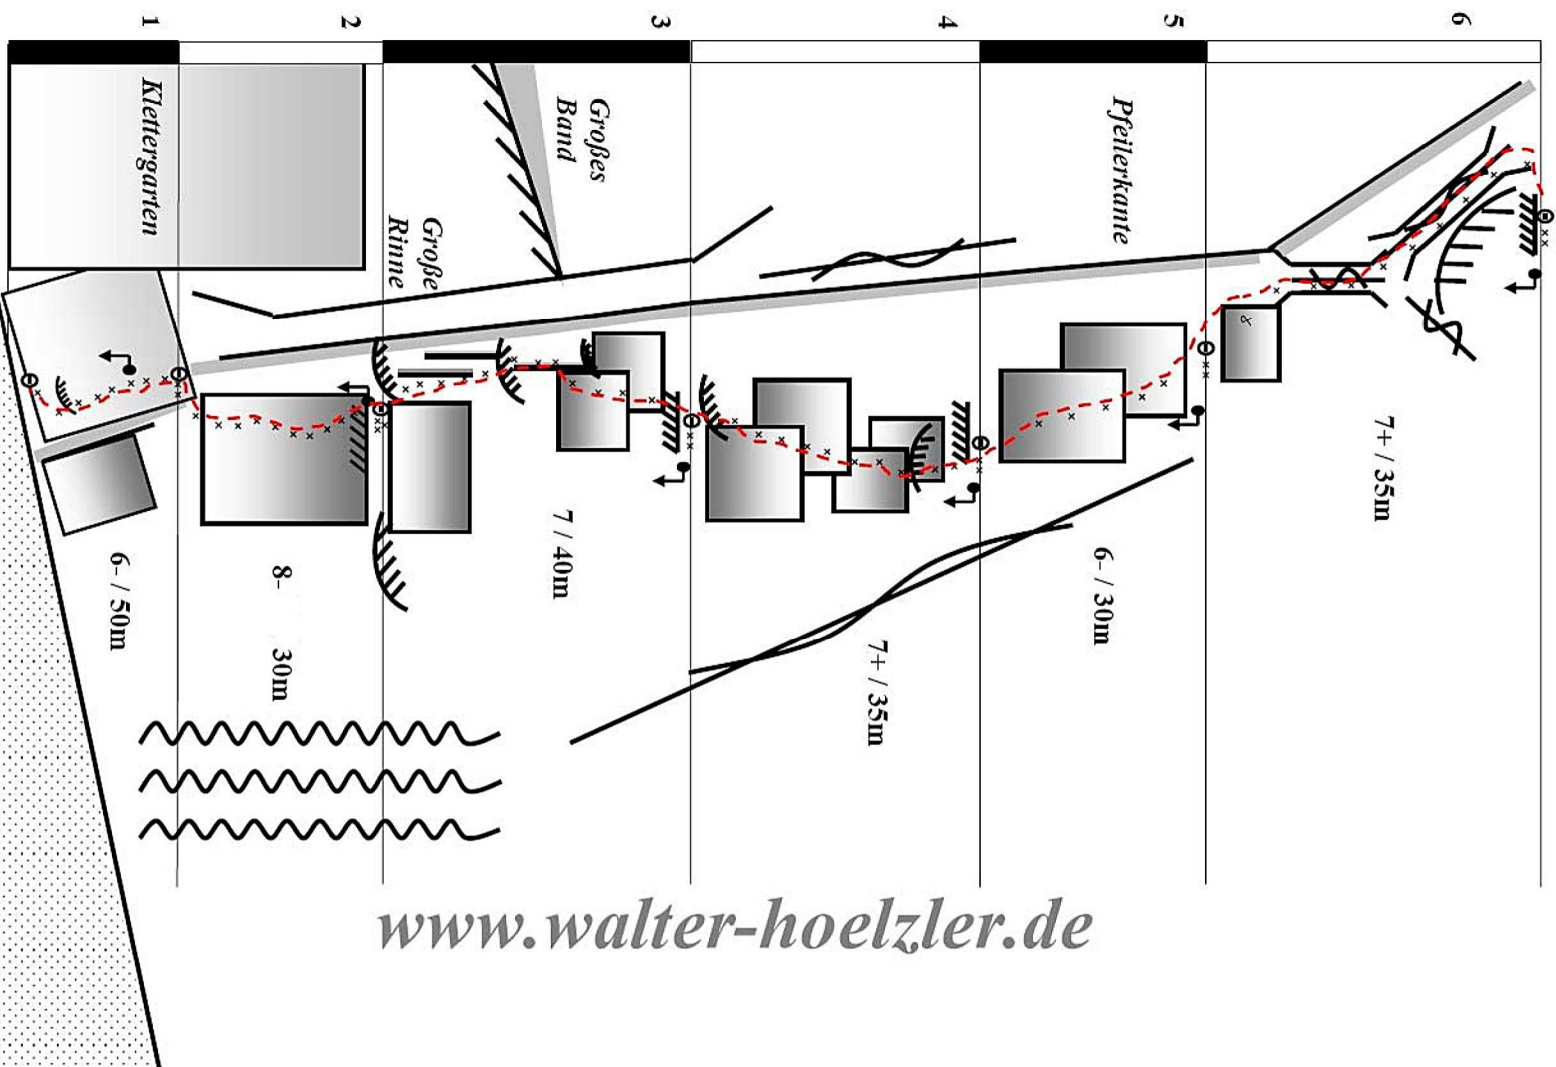 1
2
3
4
5
6
Klettergarten
Große
Rinne
Großes
Band
Pfeilerkante
6- / 50m
8-
30m
7 / 40m
7+ / 35m
6- / 30m
7+ / 35m
www.walter-hoelzler.de